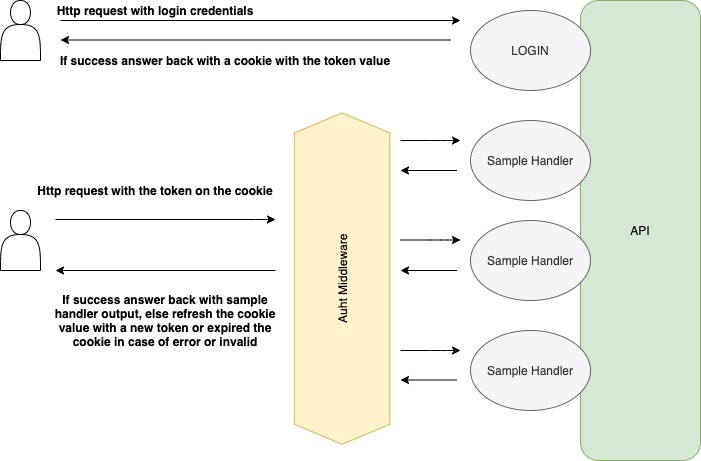 Http request with login credentials
If success answer back with a cookie with the token value
LOGIN
Sample Handler
Http request with the token on the cookie
API
Sample Handler
Auht Middleware
If success answer back with sample
handler output, else refresh the cookie
value with a new token or expired the
cookie in case of error or invalid
Sample Handler